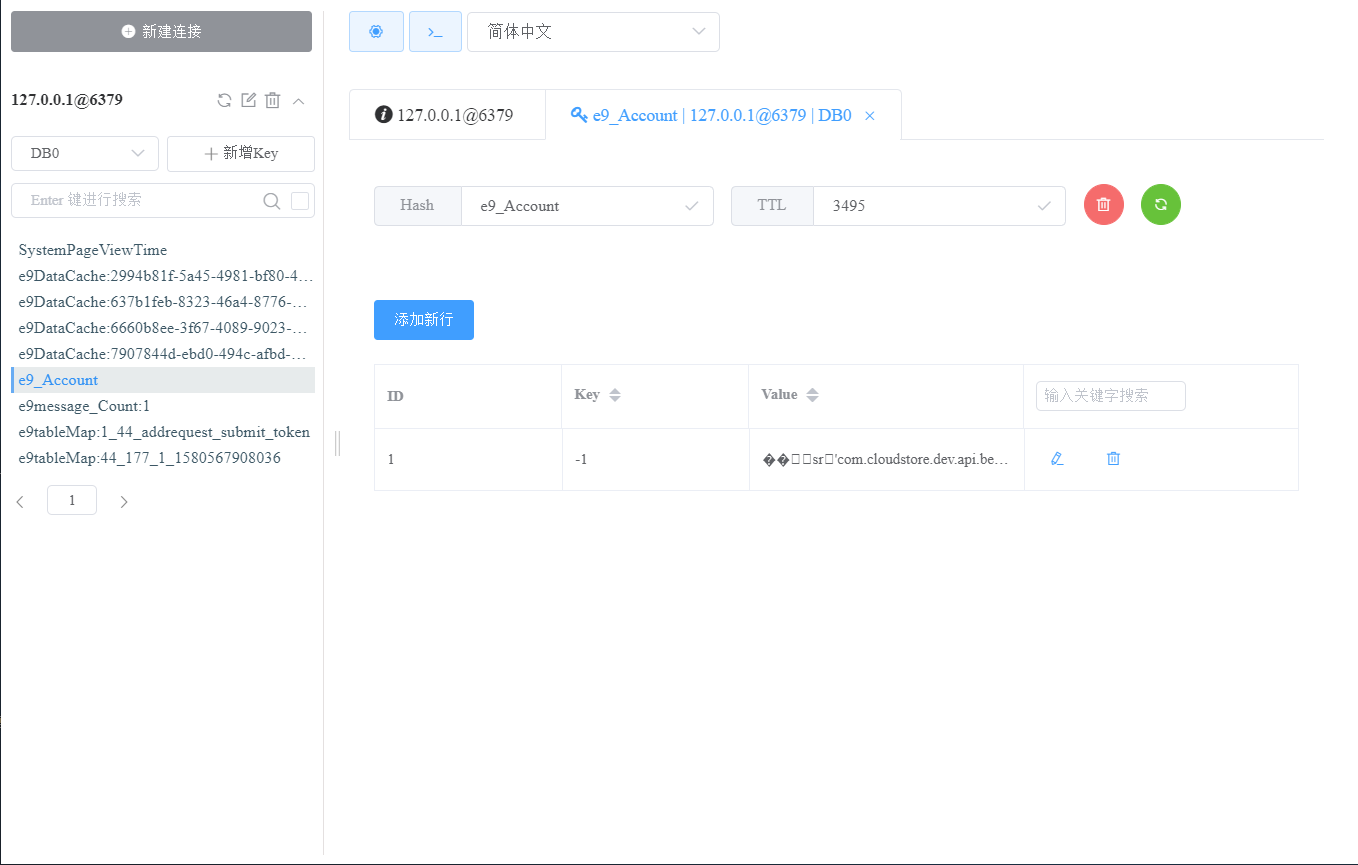 新建连接
127.0.0.1@6379
DB0
新增Key
Enter 键进行搜索
SystemPageViewTime
e9DataCache:2994b81f-5a45-4981-bf80-4…
e9DataCache:637b1feb-8323-46a4-8776-…
e9DataCache:6660b8ee-3f67-4089-9023-…
e9DataCache:7907844d-ebd0-494c-afbd-…
e9_Account
e9message_Count:1
e9tableMap:1_44_addrequest_submit_token
e9tableMap:44_177_1_1580567908036
1
简体中文
127.0.0.1@6379
e9_Account | 127.0.0.1@6379 | DB0
Hash e9_Account
TTL 3495
添加新行
ID Key Value 输入关键字搜索
1 -1 ��sr'com.cloudstore.dev.api.be…